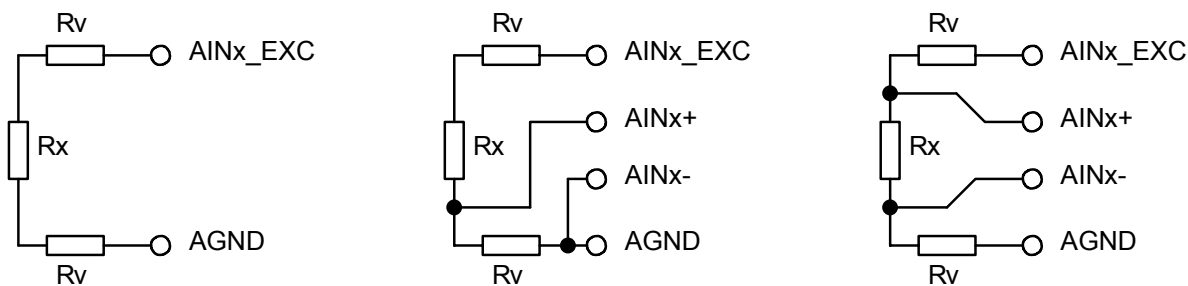 Rv
AINx_EXC
Rx
AGND
Rv
Rv
AINx_EXC
AINx+
Rx
AINx-
AGND
Rv
Rv
AINx_EXC
AINx+
Rx
AINx-
AGND
Rv